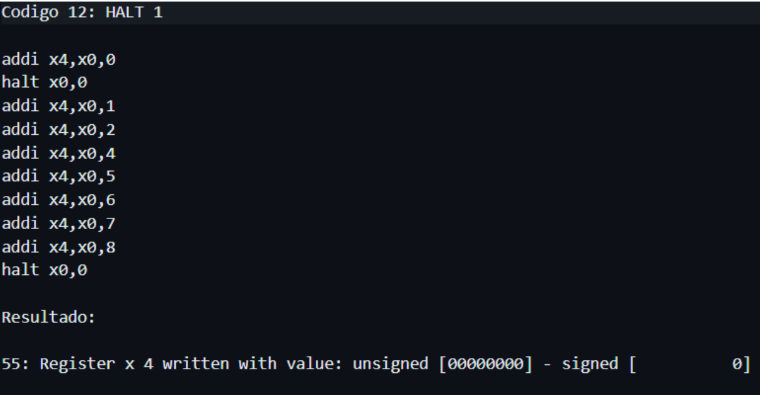 Codigo 12: HALT 1
addi x4,x0,0
halt x0,0
addi x4,x0,1
addi x4,x0,2
addi x4,x0,4
addi x4,x0,5
addi x4,x0,6
addi x4,x0,7
addi x4,x0,8
halt x0,0
Resultado:
55: Register x 4 written with value: unsigned [00000000] - signed [          0]